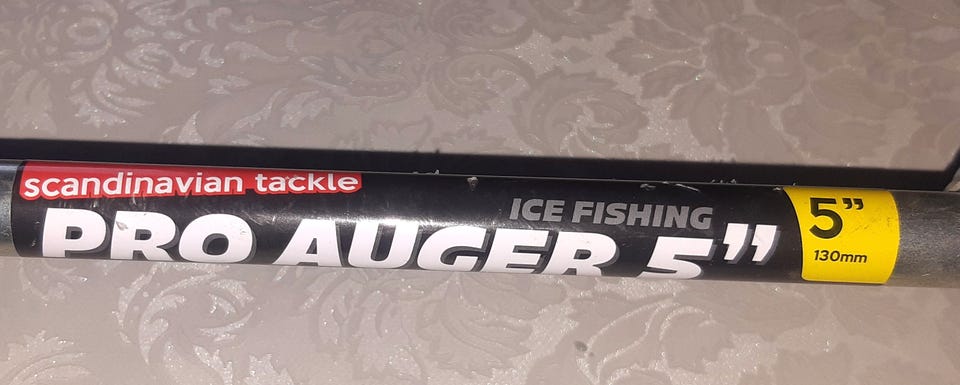 scandinavian tackle
ICE FISHING
PRO AUGER 5”
5”
130mm